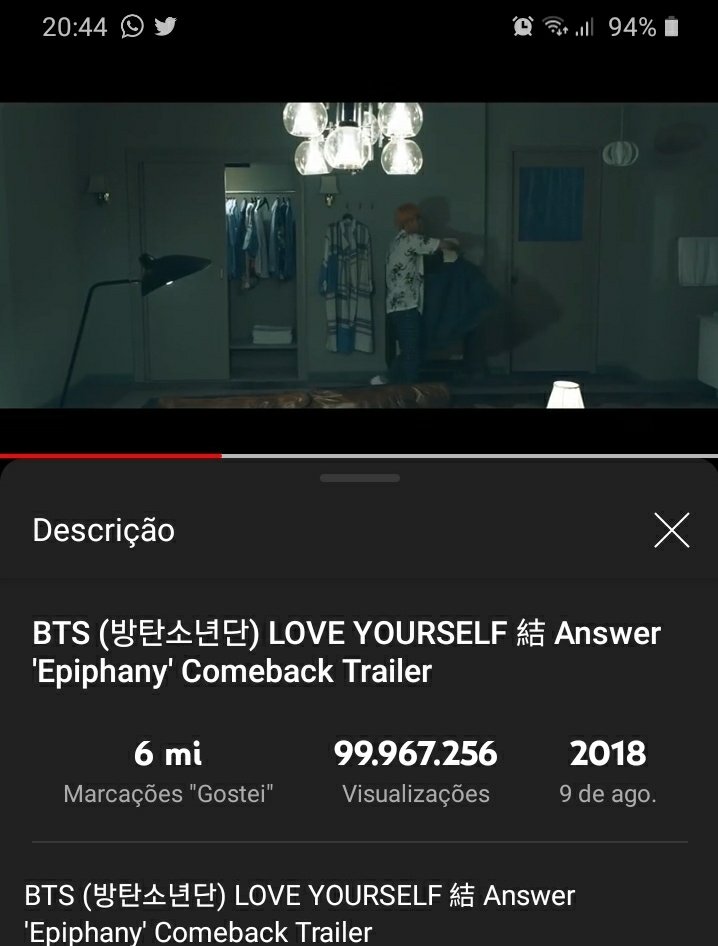 20:44
94%
Descrição
BTS (방탄소년단) LOVE YOURSELF 結 Answer
'Epiphany' Comeback Trailer
6 mi 99.967.256 2018
Marcações "Gostei" Visualizações 9 de ago.
BTS (방탄소년단) LOVE YOURSELF 結 Answer
'Epiphany' Comeback Trailer